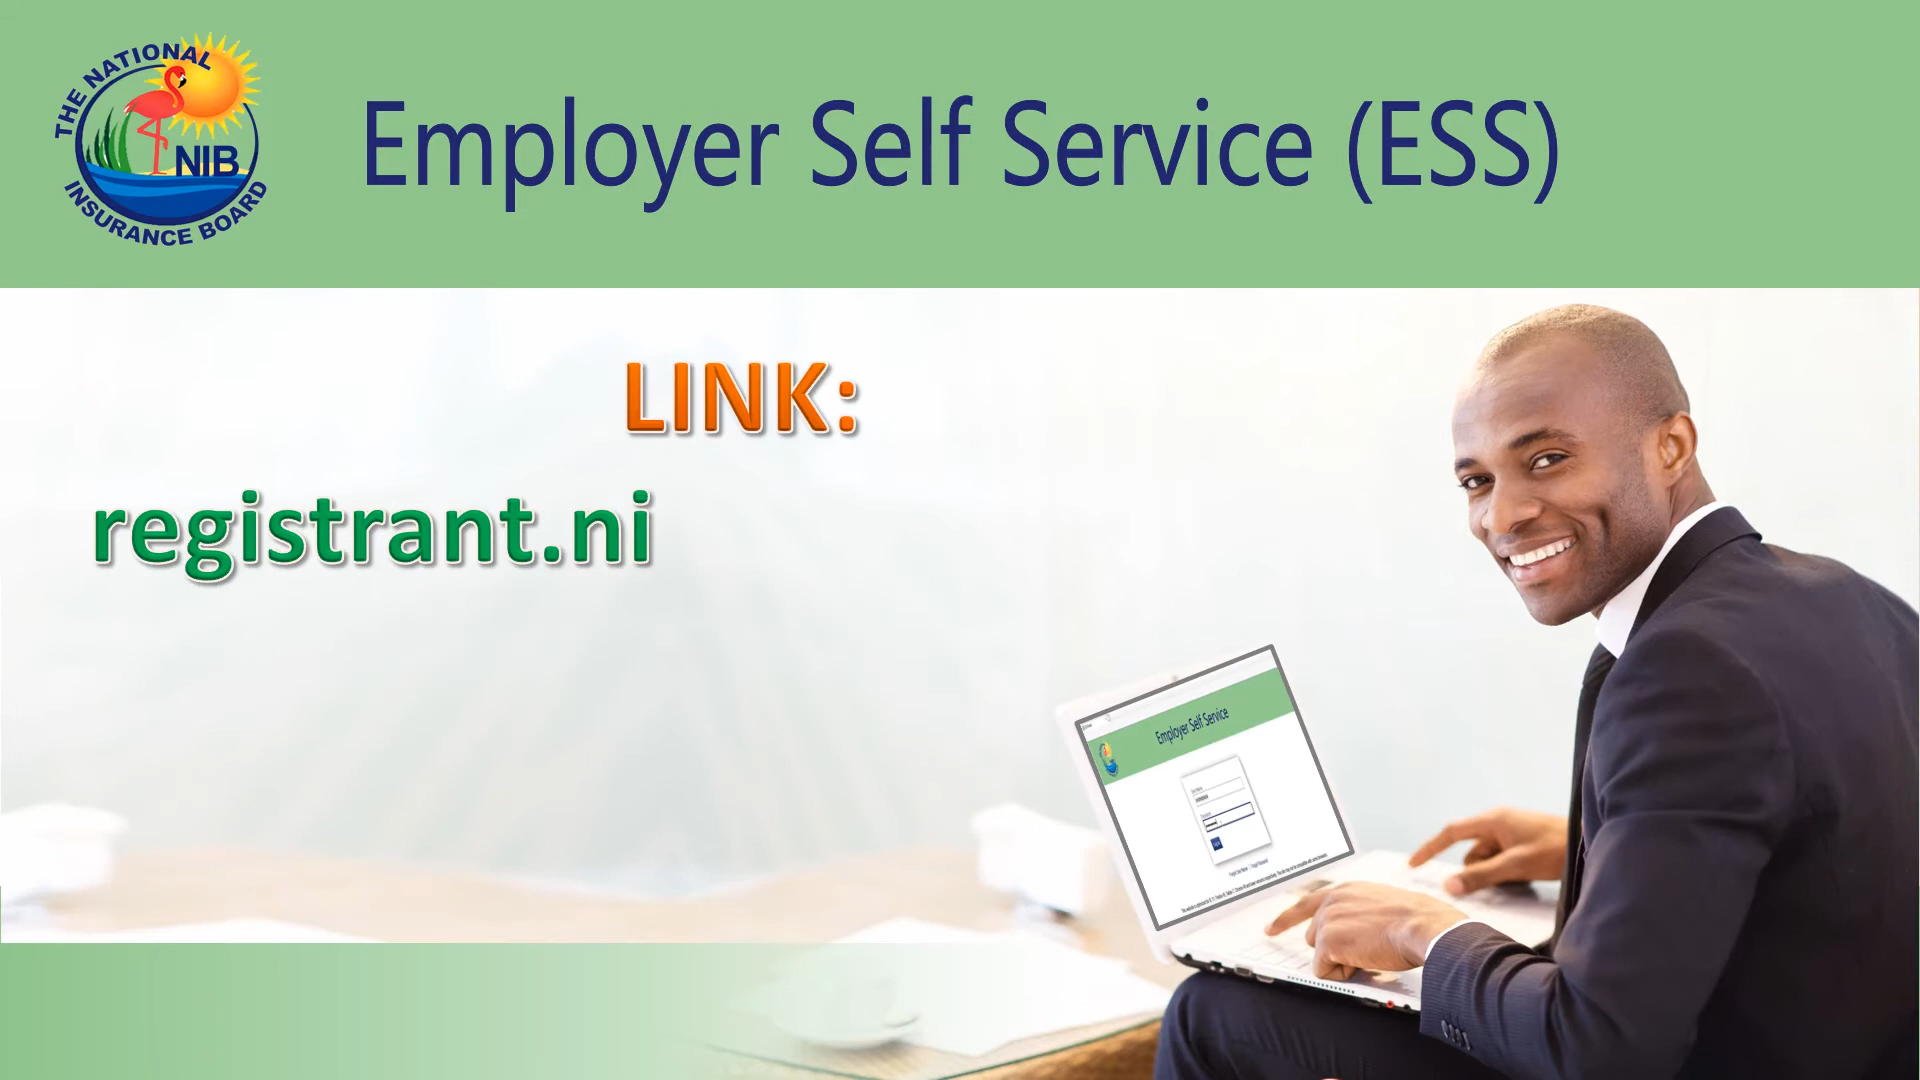 THE NATIONAL
NIB
INSURANCE BOARD
Employer Self Service (ESS)
LINK:
registrant.ni
Employer Self Service